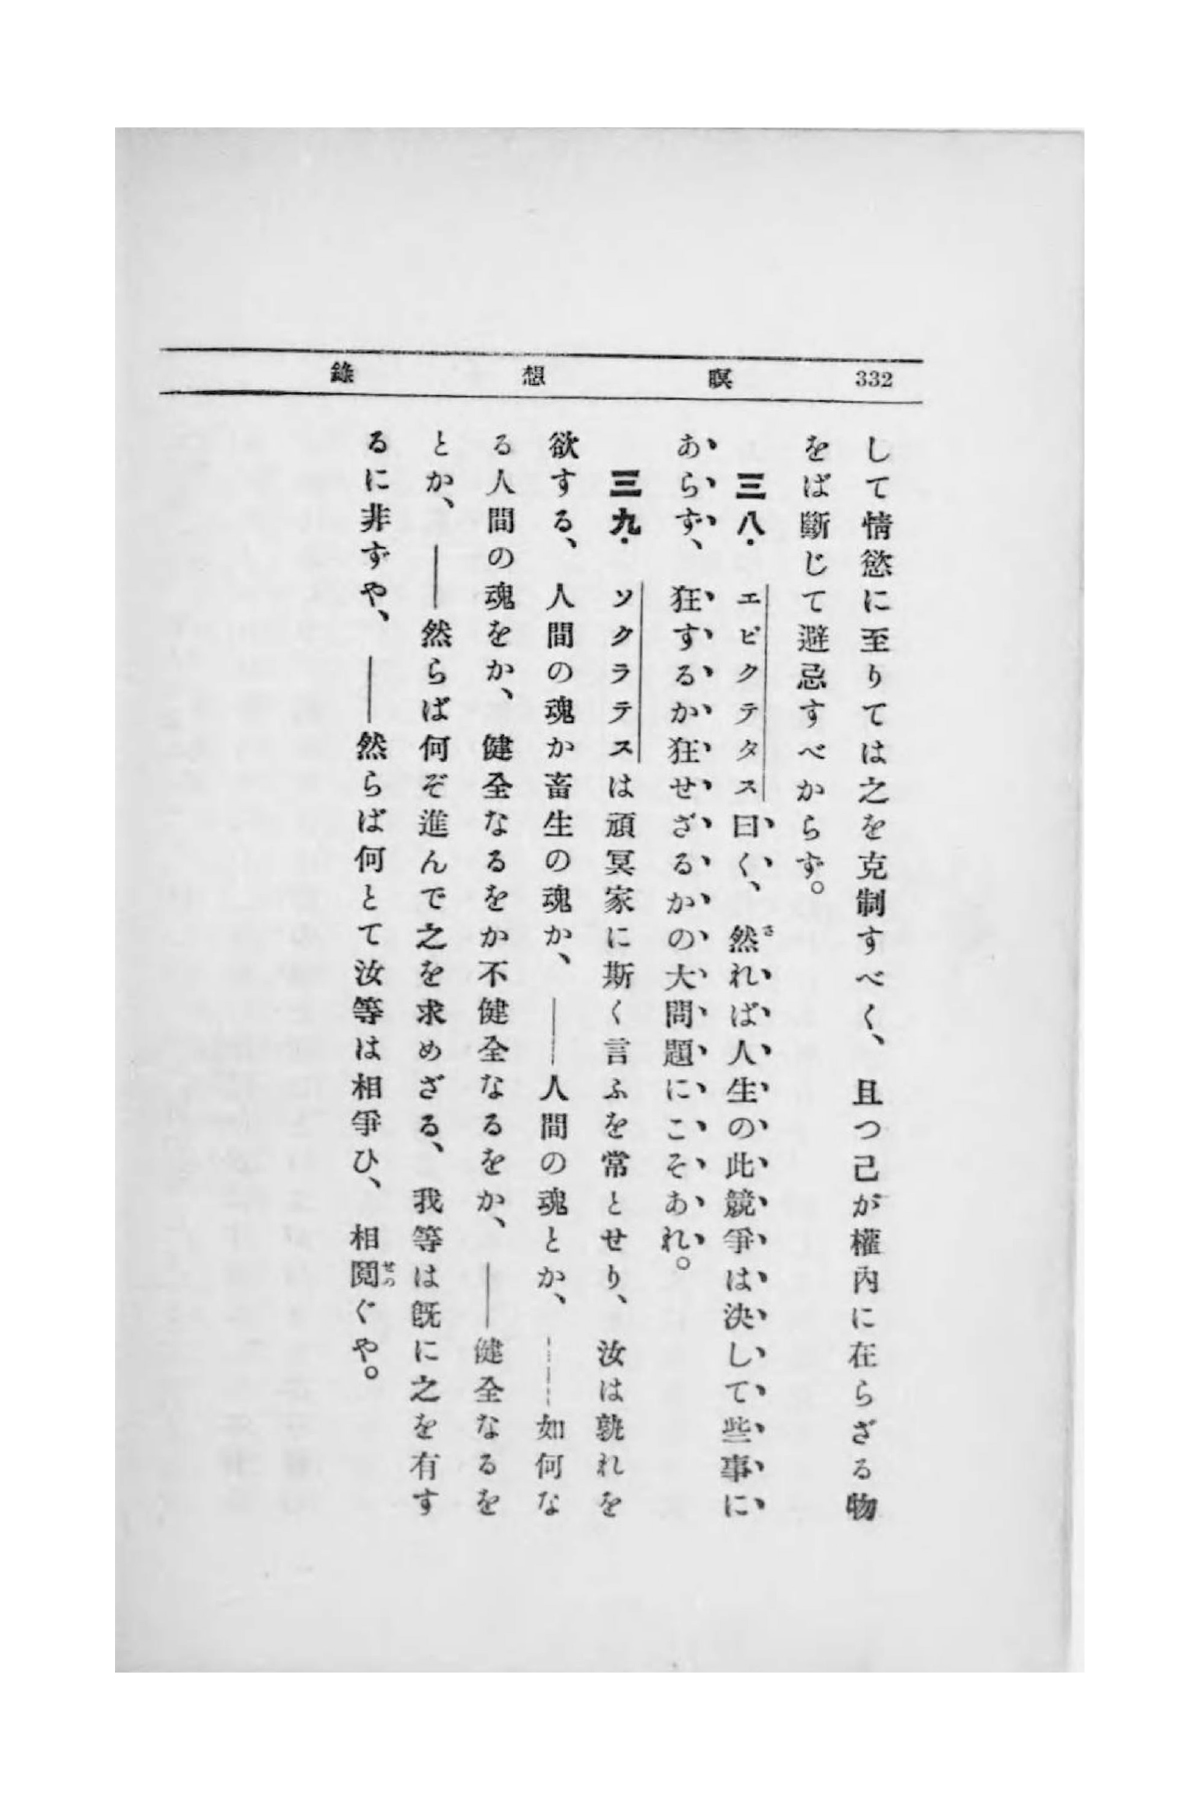 332 瞑想錄
して情慾に至りては之を克制すべく、且つ己が權內に在らざる物
をば斷じて避忌すべからず。
三八・エピクテタス曰く、然れば人生の此競爭は決して些事に
さ
あらず、狂するか狂せざるかの大問題にこそあれ。
三九・ソクラテスは頑冥家に斯く言ふを常とせり、汝は孰れを
欲する、人間の魂か畜生の魂か、――人間の魂とか、――如何な
る人間の魂をか、健全なるをか不健全なるをか、――健全なるを
とか、――然らば何ぞ進んで之を求めざる、我等は既に之を有す
るに非ずや、――然らば何とて汝等は相爭ひ、相鬩ぐや。
せめ